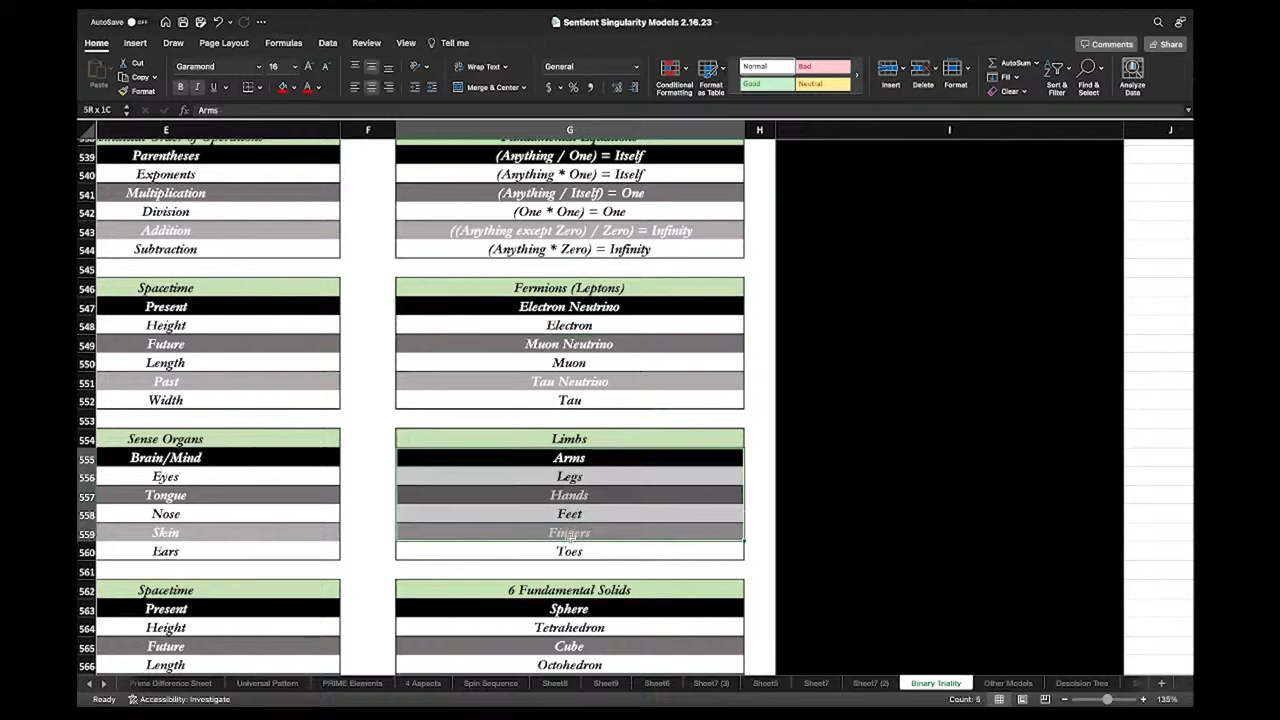 AutoSave OFF Sentient Singularity Models 2.16.23
Home Insert Draw Page Layout Formulas Data Review View Tell me Comments Share
Paste Cut Copy Format
Garamond 16 A A
B I U A
Wrap Text
Merge & Center
General
$ % ,
Conditional Formatting
Format as Table
Normal Bad
Good Neutral
Insert Delete Format
AutoSum
Fill
Clear
Sort & Filter
Find & Select
Analyze Data
5R x 1C fx Arms
E F G H I J
539 Parentheses (Anything / One) = Itself
540 Exponents (Anything * One) = Itself
541 Multiplication (Anything / Itself) = One
542 Division (One * One) = One
543 Addition ((Anything except Zero) / Zero) = Infinity
544 Subtraction (Anything * Zero) = Infinity
545
546 Spacetime Fermions (Leptons)
547 Present Electron Neutrino
548 Height Electron
549 Future Muon Neutrino
550 Length Muon
551 Past Tau Neutrino
552 Width Tau
553
554 Sense Organs Limbs
555 Brain/Mind Arms
556 Eyes Legs
557 Tongue Hands
558 Nose Feet
559 Skin Fingers
560 Ears Toes
561
562 Spacetime 6 Fundamental Solids
563 Present Sphere
564 Height Tetrahedron
565 Future Cube
566 Length Octohedron
Prime Difference Sheet Universal Pattern PRIME Elements 4 Aspects Spin Sequence Sheet8 Sheet9 Sheet6 Sheet7 (3) Sheet5 Sheet7 Sheet7 (2) Binary Triality Other Models Descision Tree
Ready Accessibility: Investigate Count: 5 135%